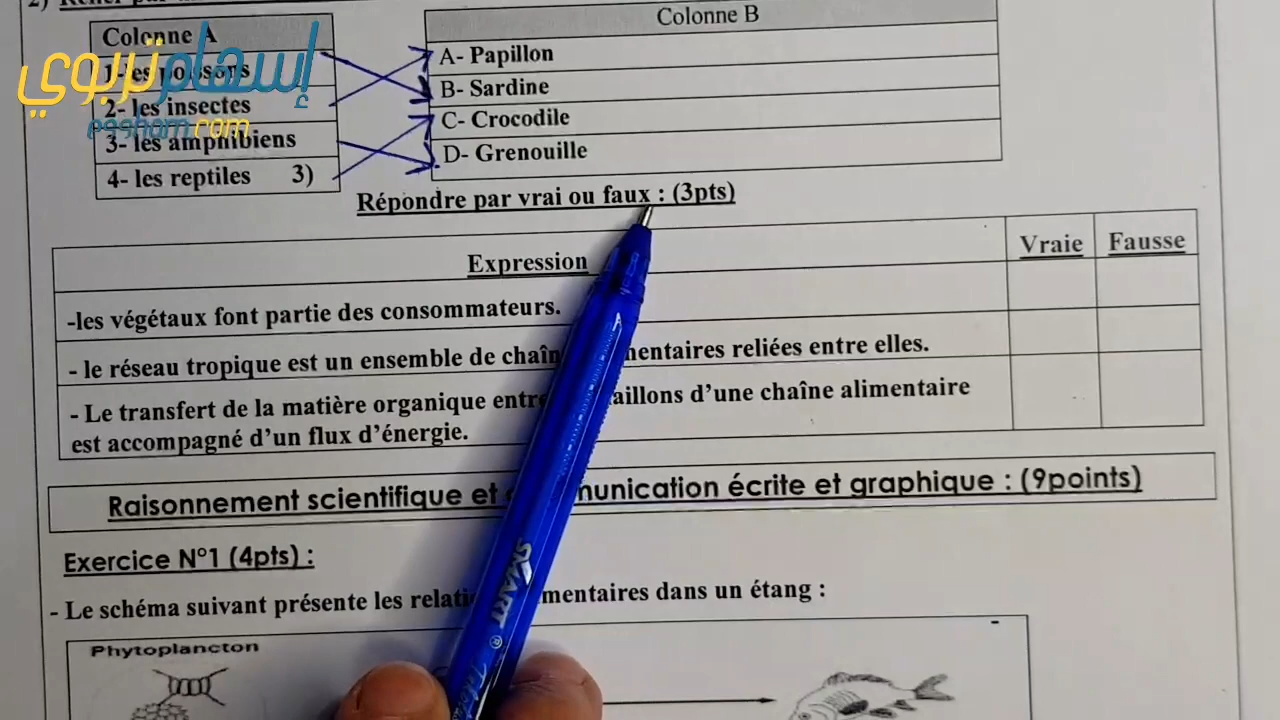 Colonne A
1- les poissons
2- les insectes
3- les amphibiens
4- les reptiles 3)
إسهام تربوي
.com
Colonne B
A- Papillon
B- Sardine
C- Crocodile
D- Grenouille
Répondre par vrai ou faux : (3pts)
Expression
Vraie
Fausse
-les végétaux font partie des consommateurs.
- le réseau tropique est un ensemble de mentaires reliées entre elles.
- Le transfert de la matière organique aillons d'une chaîne alimentaire
est accompagné d'un flux d'énergie.
Raisonnement scientifique et munication écrite et graphique : (9points)
Exercice N°1 (4pts) :
- Le schéma suivant présente les mentaires dans un étang :
Phytoplancton
SMART